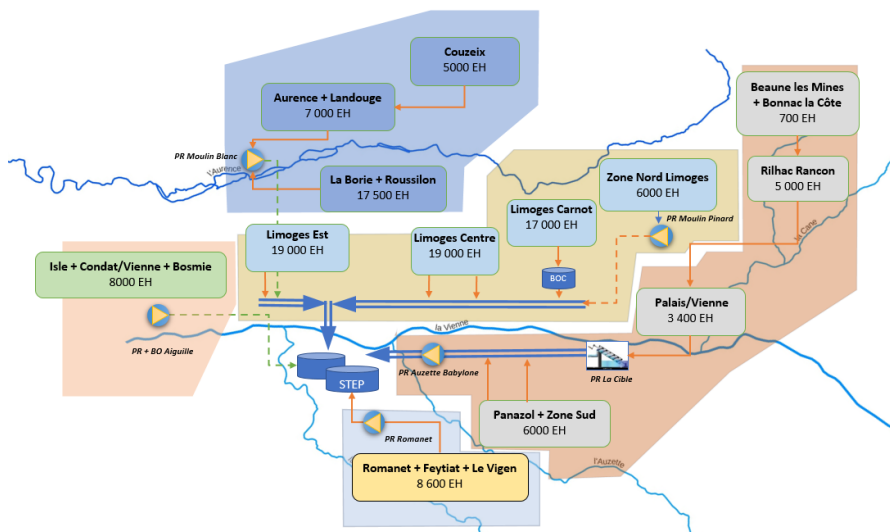 Couzeix
5000 EH
Aurence + Landouge
7 000 EH
PR Moulin Blanc
l'Aurence
La Borie + Roussilon
17 500 EH
Beaune les Mines
+ Bonnac la Côte
700 EH
Zone Nord Limoges
6000 EH
Rilhac Rancon
5 000 EH
PR Moulin Pinard
Limoges Carnot
17 000 EH
Limoges Est
19 000 EH
Limoges Centre
19 000 EH
BOC
la Cane
Isle + Condat/Vienne + Bosmie
8000 EH
Palais/Vienne
3 400 EH
PR + BO Aiguille
la Vienne
PR Auzette Babylone
PR La Cible
STEP
Panazol + Zone Sud
6000 EH
PR Romanet
Romanet + Feytiat + Le Vigen
8 600 EH
l'Auzette